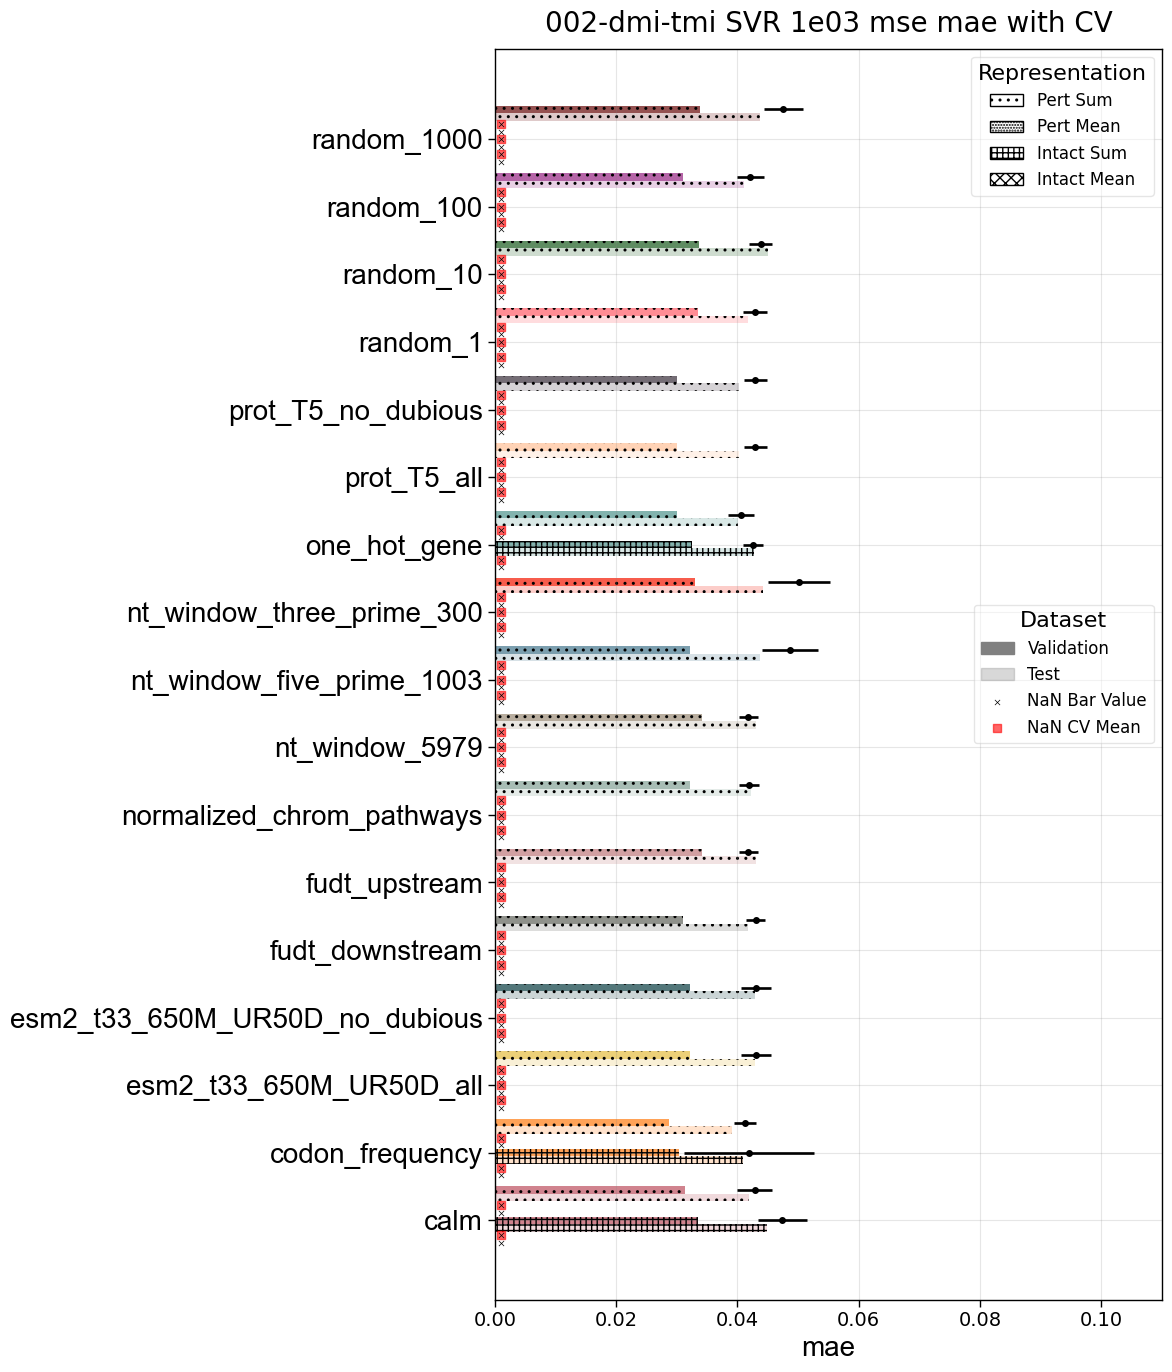 002-dmi-tmi SVR 1e03 mse mae with CV
Representation
Pert Sum
Pert Mean
Intact Sum
Intact Mean
random_1000
random_100
random_10
random_1
prot_T5_no_dubious
prot_T5_all
one_hot_gene
nt_window_three_prime_300
nt_window_five_prime_1003
nt_window_5979
normalized_chrom_pathways
fudt_upstream
fudt_downstream
esm2_t33_650M_UR50D_no_dubious
esm2_t33_650M_UR50D_all
codon_frequency
calm
Dataset
Validation
Test
NaN Bar Value
NaN CV Mean
0.00 0.02 0.04 0.06 0.08 0.10
mae